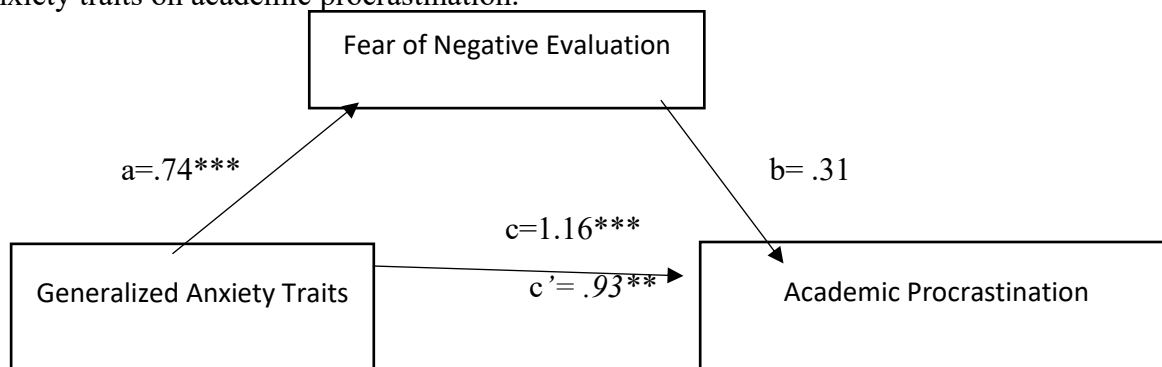 anxiety traits on academic procrastination.
Fear of Negative Evaluation
a=.74***
b= .31
c=1.16***
c’= .93**
Generalized Anxiety Traits
Academic Procrastination